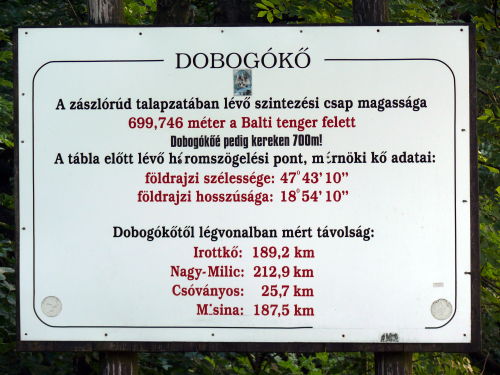 DOBOGÓKŐ
A zászlórúd talapzatában lévő szintezési csap magassága
699,746 méter a Balti tenger felett
Dobogókőé pedig kereken 700m!
A tábla előtt lévő háromszögelési pont, mérnöki kő adatai:
földrajzi szélessége: 47°43'10"
földrajzi hosszúsága: 18°54'10"
Dobogókőtől légvonalban mért távolság:
Irottkő: 189,2 km
Nagy-Milic: 212,9 km
Csóványos: 25,7 km
Misina: 187,5 km